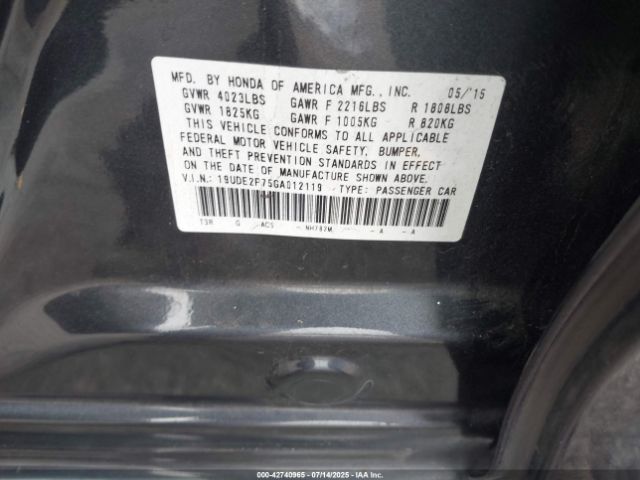 MFD. BY HONDA OF AMERICA MFG., INC. 05/'15
GVWR 4023LBS GAWR F 2216LBS R 1808LBS
GVWR 1825KG GAWR F 1005KG R 820KG
THIS VEHICLE CONFORMS TO ALL APPLICABLE
FEDERAL MOTOR VEHICLE SAFETY, BUMPER,
AND THEFT PREVENTION STANDARDS IN EFFECT
ON THE DATE OF MANUFACTURE SHOWN ABOVE.
V.I.N.: 19UDE2F75GA012119 TYPE: PASSENGER CAR
T3R G ACS - NH782M - A - A
000-42740965 - 07/14/2025 - IAA Inc.